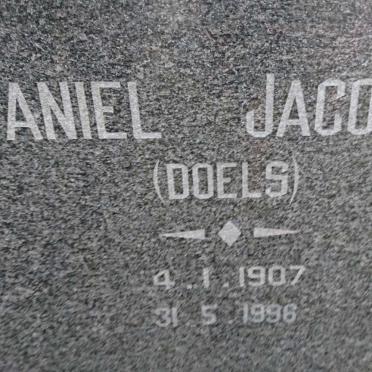 ANIEL JACO
(DOELS)
4.1.1907
31.5.1996